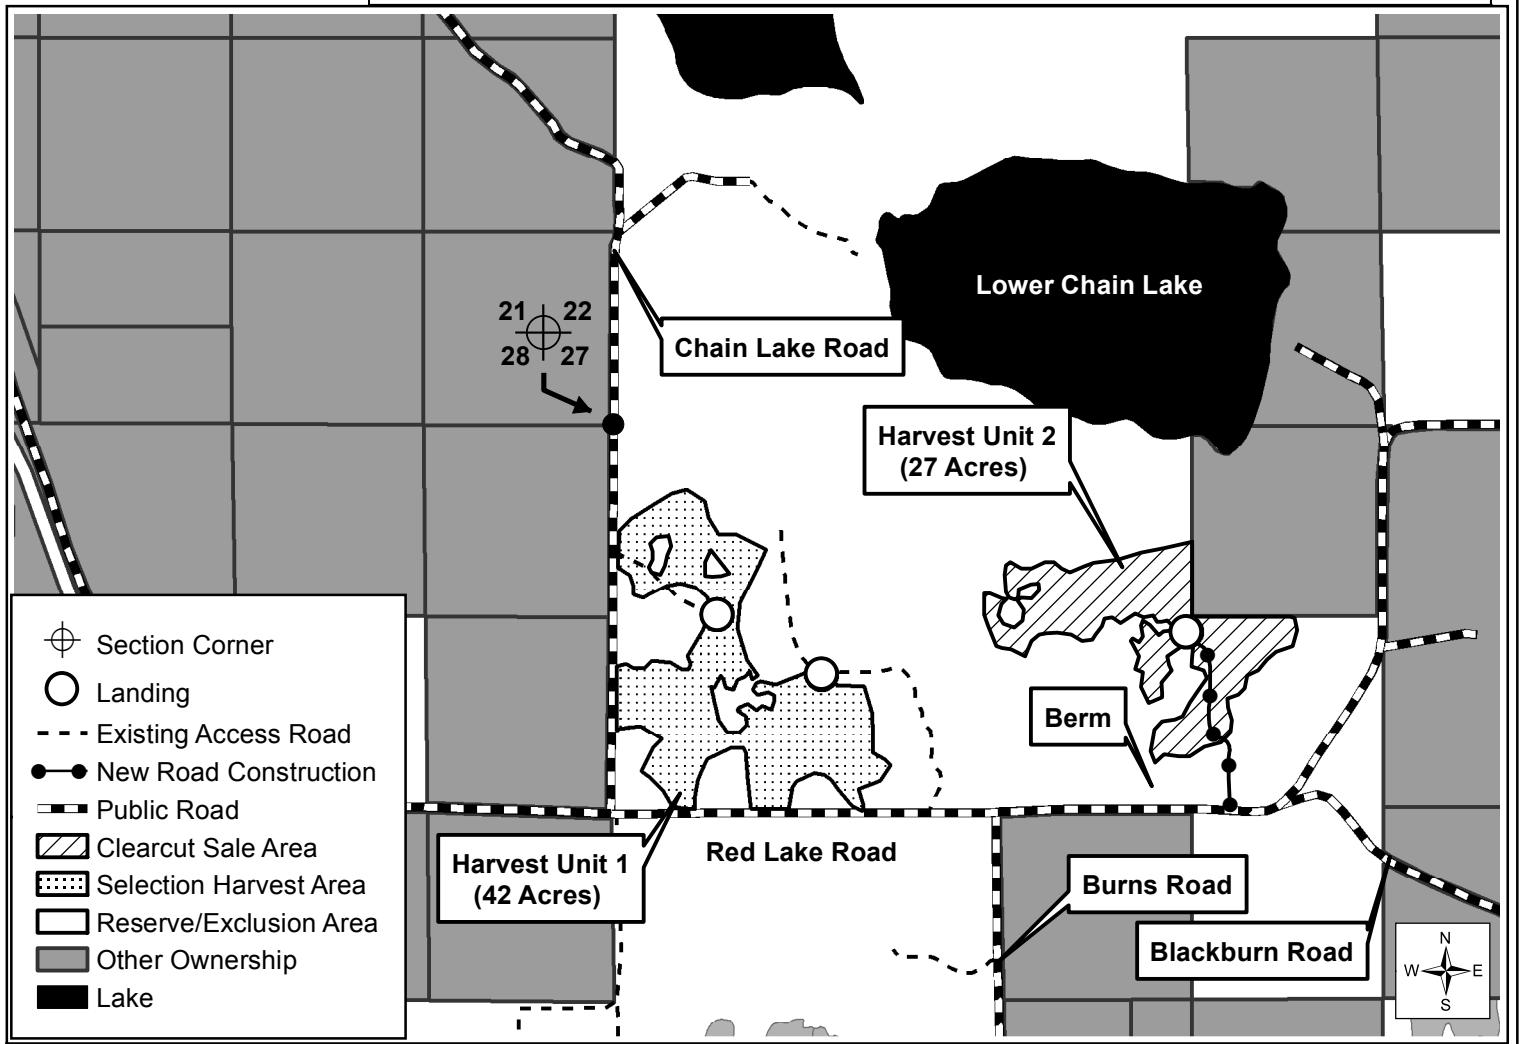 Lower Chain Lake
21 22
28 27
Chain Lake Road
Harvest Unit 2
(27 Acres)
Berm
Section Corner
Landing
Existing Access Road
New Road Construction
Public Road
Clearcut Sale Area
Selection Harvest Area
Reserve/Exclusion Area
Other Ownership
Lake
Harvest Unit 1
(42 Acres)
Red Lake Road
Burns Road
Blackburn Road
N
W E
S